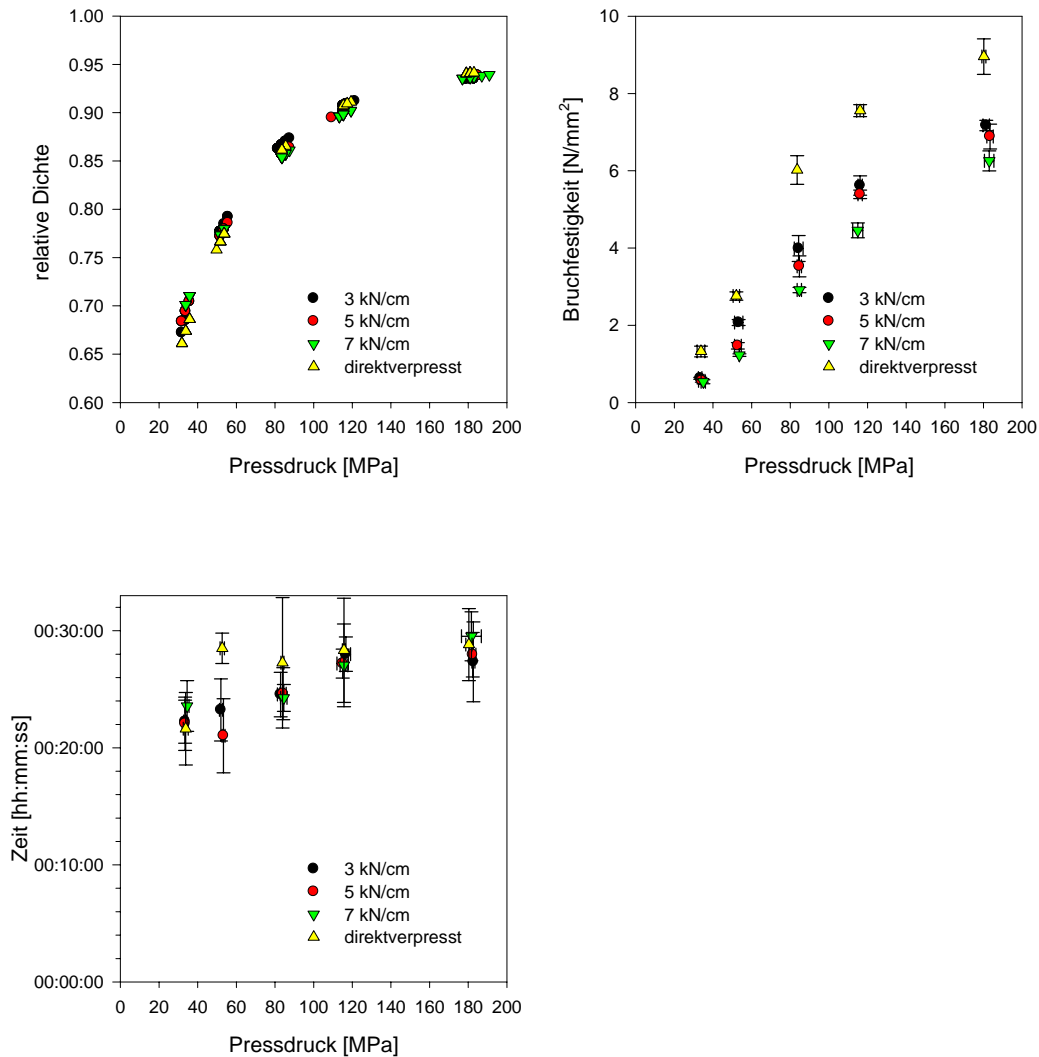 relative Dichte
1.00
0.95
0.90
0.85
0.80
0.75
0.70
0.65
0.60
0 20 40 60 80 100 120 140 160 180 200
Pressdruck [MPa]
3 kN/cm
5 kN/cm
7 kN/cm
direktverpresst
Bruchfestigkeit [N/mm²]
10
8
6
4
2
0
0 20 40 60 80 100 120 140 160 180 200
Pressdruck [MPa]
3 kN/cm
5 kN/cm
7 kN/cm
direktverpresst
Zeit [hh:mm:ss]
00:30:00
00:20:00
00:10:00
00:00:00
0 20 40 60 80 100 120 140 160 180 200
Pressdruck [MPa]
3 kN/cm
5 kN/cm
7 kN/cm
direktverpresst